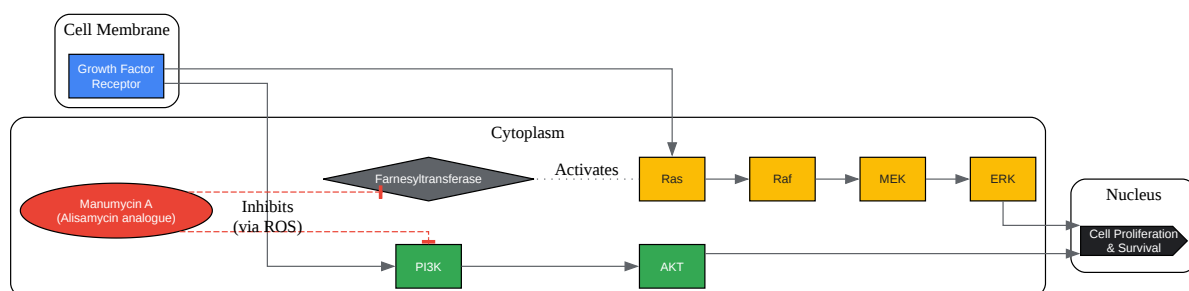 Cell Membrane
Growth Factor
Receptor
Cytoplasm
Farnesyltransferase
Activates
Ras
Raf
MEK
ERK
Manumycin A
(Alisamycin analogue)
Inhibits
(via ROS)
PI3K
AKT
Nucleus
Cell Proliferation
& Survival